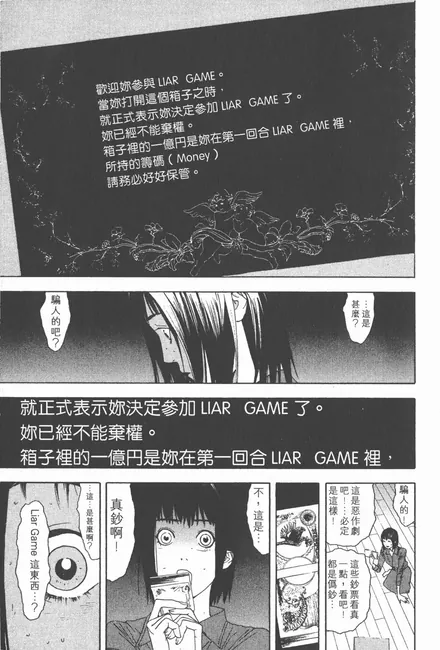 歡迎妳參與 LIAR GAME。
當妳打開這個箱子之時，
就正式表示妳決定參加 LIAR GAME 了。
妳已經不能棄權。
箱子裡的一億円是妳在第一回合 LIAR GAME 裡，
所持的籌碼（Money）
請務必好好保管。
…這是
甚麼？
騙人的吧？
就正式表示妳決定參加 LIAR GAME 了。
妳已經不能棄權。
箱子裡的一億円是妳在第一回合 LIAR GAME 裡，
騙人的！
這是惡作劇
吧！…必定
是這樣！
這些鈔票看真
一點，看吧！
都是偽鈔…
不，這是…
真鈔啊！
…這…是甚麼啊？
Liar Game 這東西…？